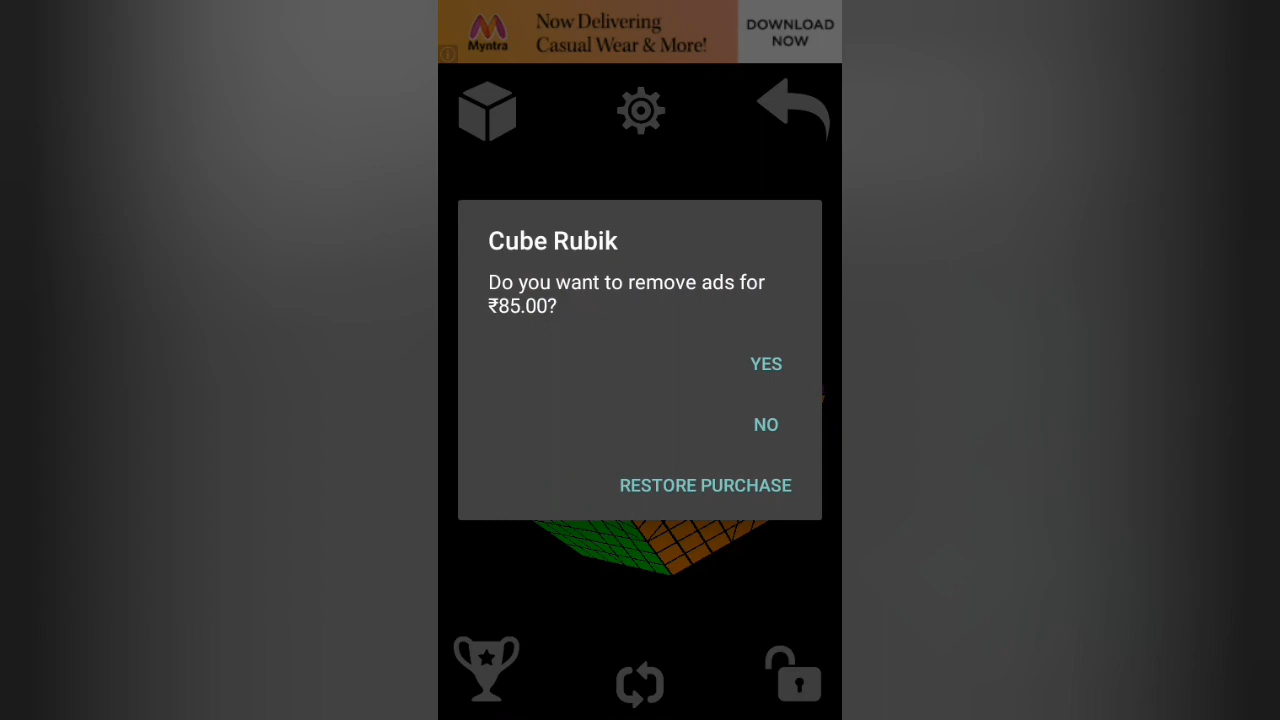 Myntra
Now Delivering
Casual Wear & More!
DOWNLOAD
NOW
Cube Rubik
Do you want to remove ads for
₹85.00?
YES
NO
RESTORE PURCHASE